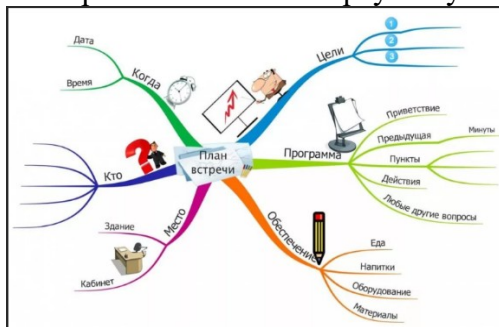 Дата
Время
Когда
Цели
1
2
3
План
встречи
Программа
Приветствие
Предыдущая
Минуты
Пункты
Действия
Любые другие вопросы
Кто
Место
Здание
Кабинет
Обеспечение
Еда
Напитки
Оборудование
Материалы